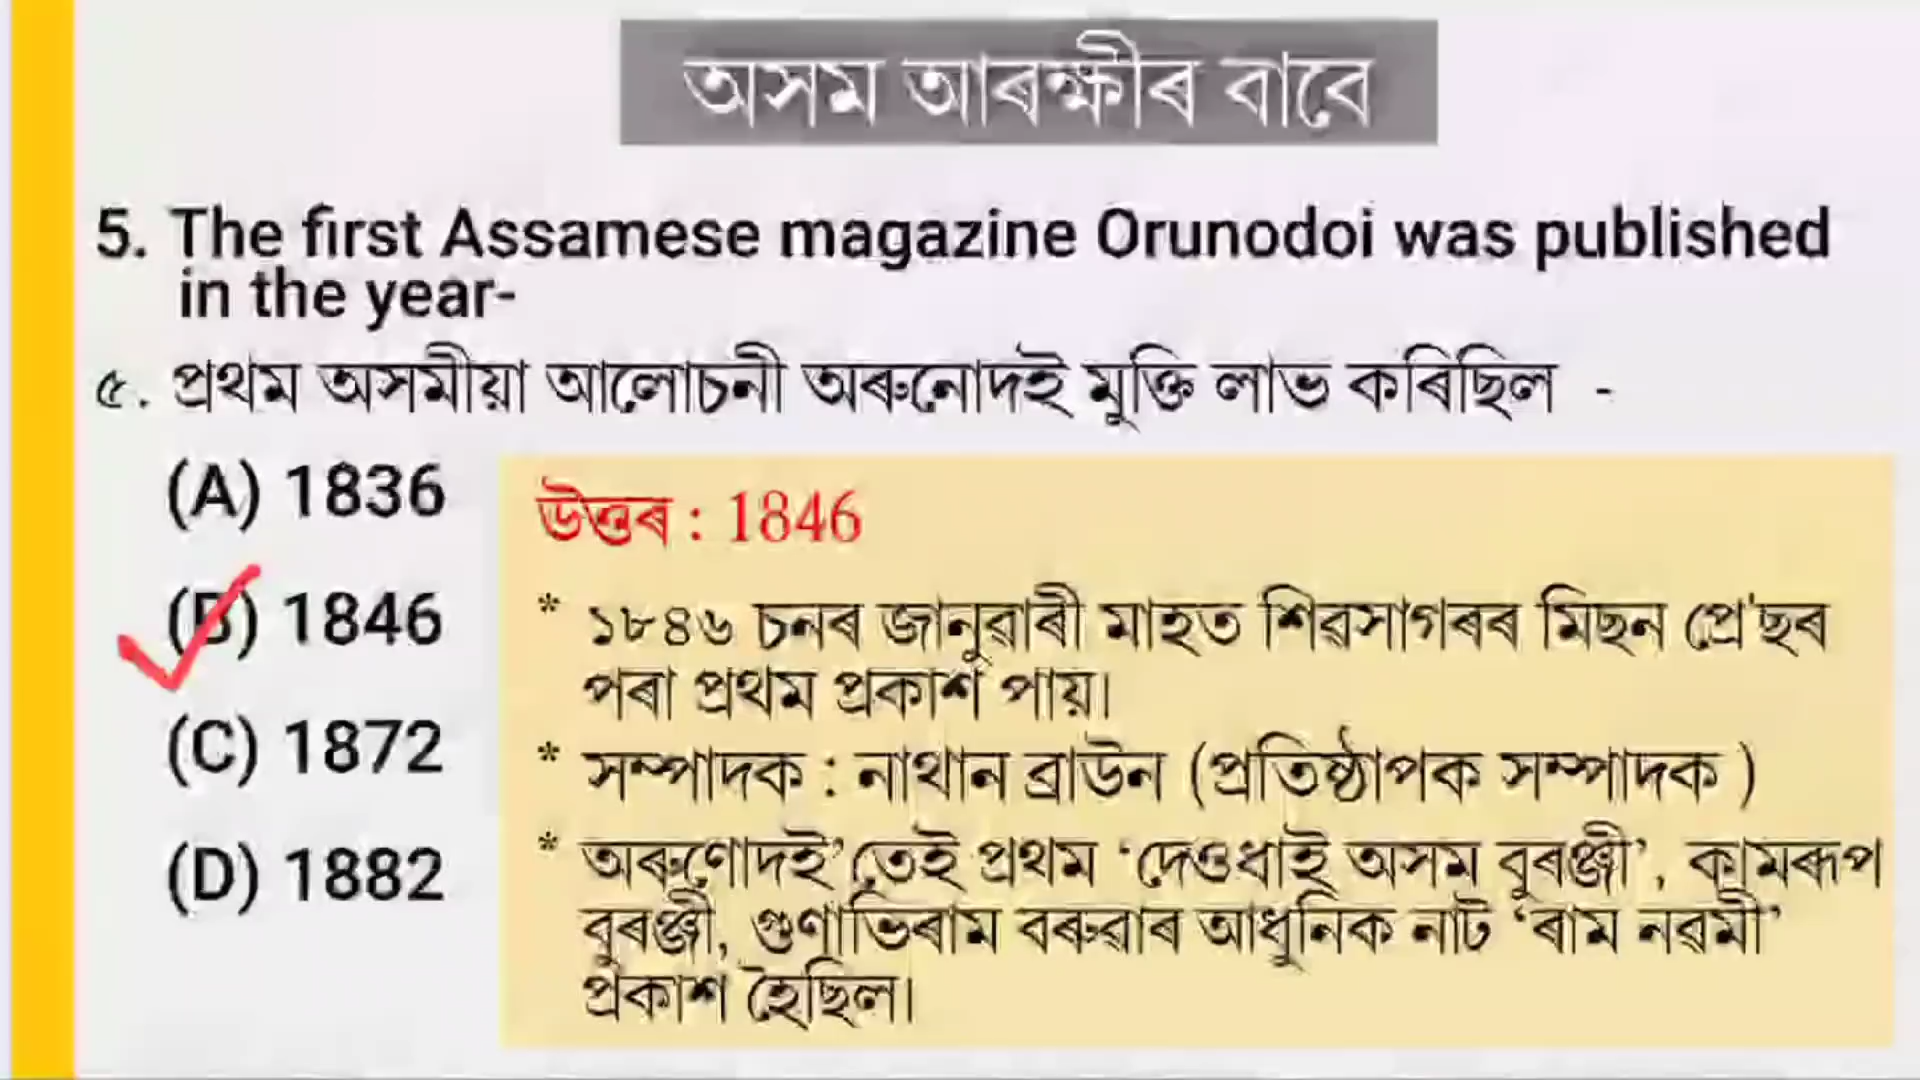 অসম আৰক্ষীৰ বাবে
5. The first Assamese magazine Orunodoi was published
in the year-
৫. প্ৰথম অসমীয়া আলোচনী অৰুনোদই মুক্তি লাভ কৰিছিল -
(A) 1836
(B) 1846
(C) 1872
(D) 1882
উত্তৰ : 1846
* ১৮৪৬ চনৰ জানুৱাৰী মাহত শিৱসাগৰৰ মিছন প্ৰে'ছৰ
পৰা প্ৰথম প্ৰকাশ পায়।
* সম্পাদক : নাথান ব্ৰাউন (প্ৰতিষ্ঠাপক সম্পাদক )
* অৰুণোদই’তেই প্ৰথম ‘দেওধাই অসম বুৰঞ্জী’, কামৰূপ
বুৰঞ্জী, গুণাভিৰাম বৰুৱাৰ আধুনিক নাট ‘ৰাম নৱমী’
প্ৰকাশ হৈছিল।